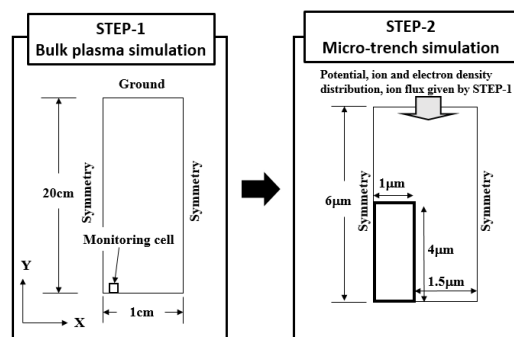 STEP-1
Bulk plasma simulation
Ground
20cm
Symmetry
Symmetry
Monitoring cell
Y
X
1cm
STEP-2
Micro-trench simulation
Potential, ion and electron density
distribution, ion flux given by STEP-1
1μm
6μm
Symmetry
Symmetry
4μm
1.5μm